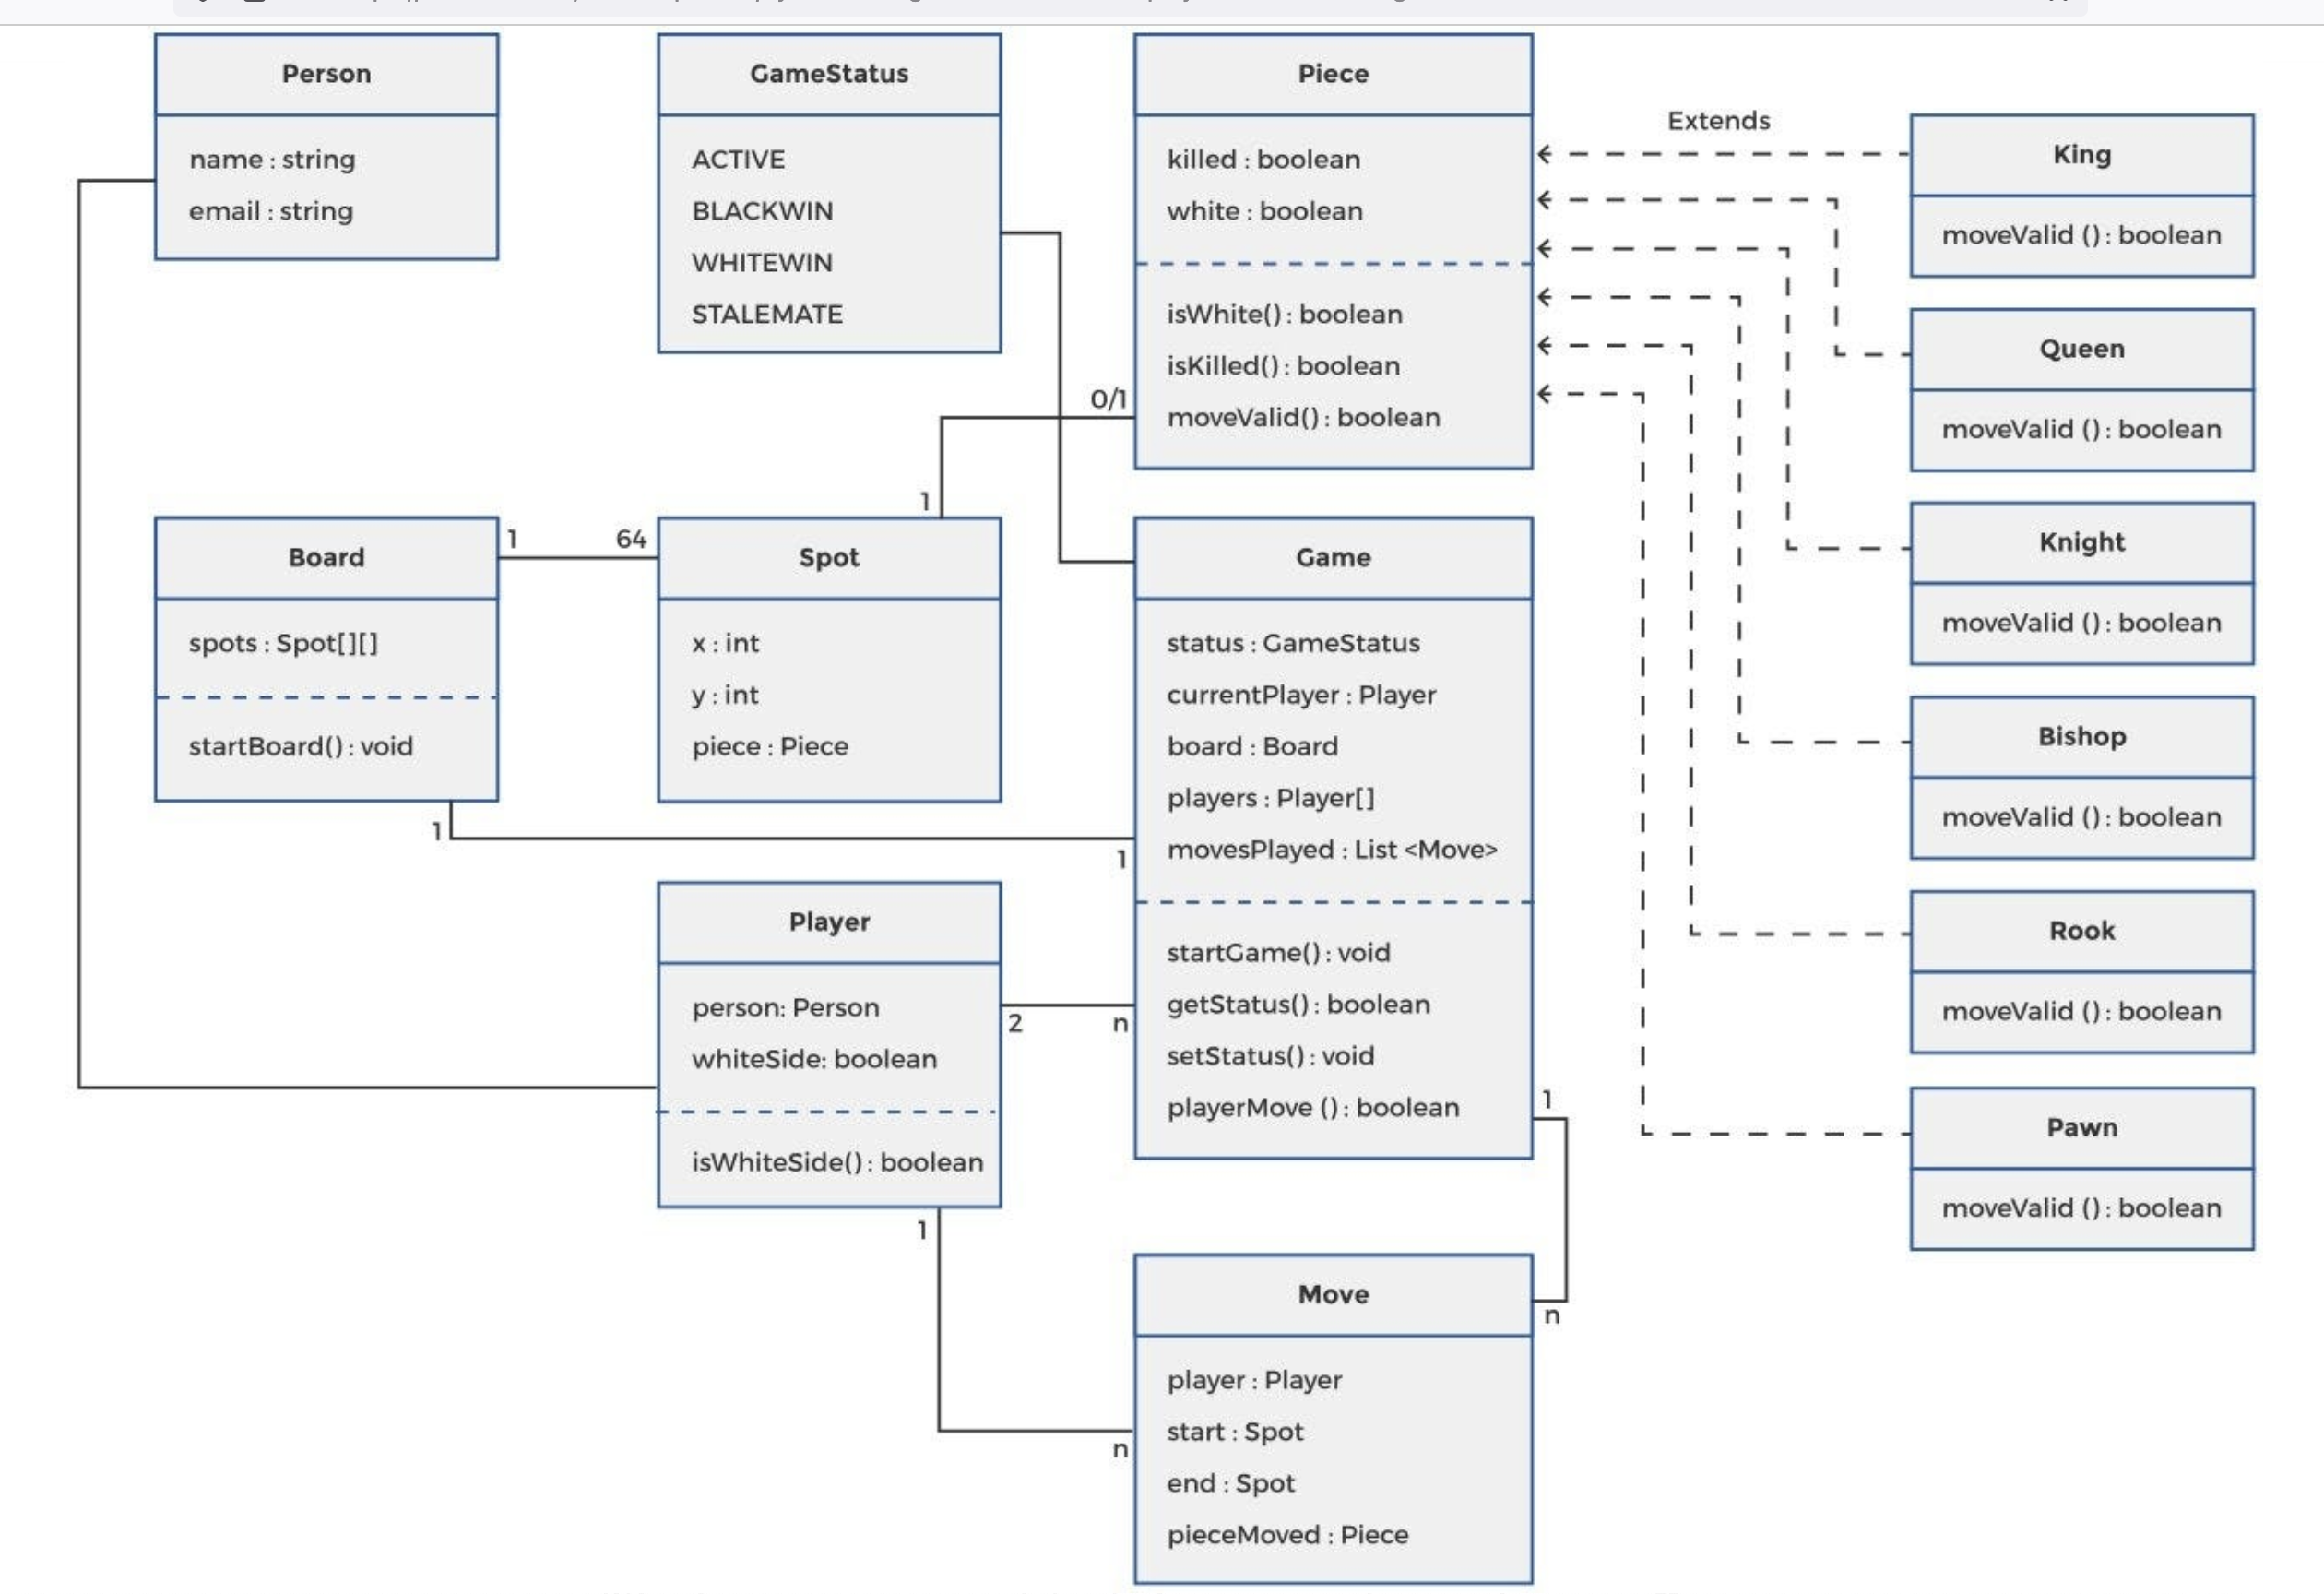 Person
name : string
email : string
GameStatus
ACTIVE
BLACKWIN
WHITEWIN
STALEMATE
Piece
killed : boolean
white : boolean
isWhite() : boolean
isKilled() : boolean
moveValid() : boolean
Extends
King
moveValid () : boolean
Queen
moveValid () : boolean
Knight
moveValid () : boolean
Bishop
moveValid () : boolean
Rook
moveValid () : boolean
Pawn
moveValid () : boolean
0/1
1
Board
spots : Spot[][]
startBoard() : void
1
64
Spot
x : int
y : int
piece : Piece
Game
status : GameStatus
currentPlayer : Player
board : Board
players : Player[]
movesPlayed : List <Move>
startGame() : void
getStatus() : boolean
setStatus() : void
playerMove () : boolean
1
1
Player
person: Person
whiteSide: boolean
isWhiteSide() : boolean
2
n
1
n
1
n
Move
player : Player
start : Spot
end : Spot
pieceMoved : Piece